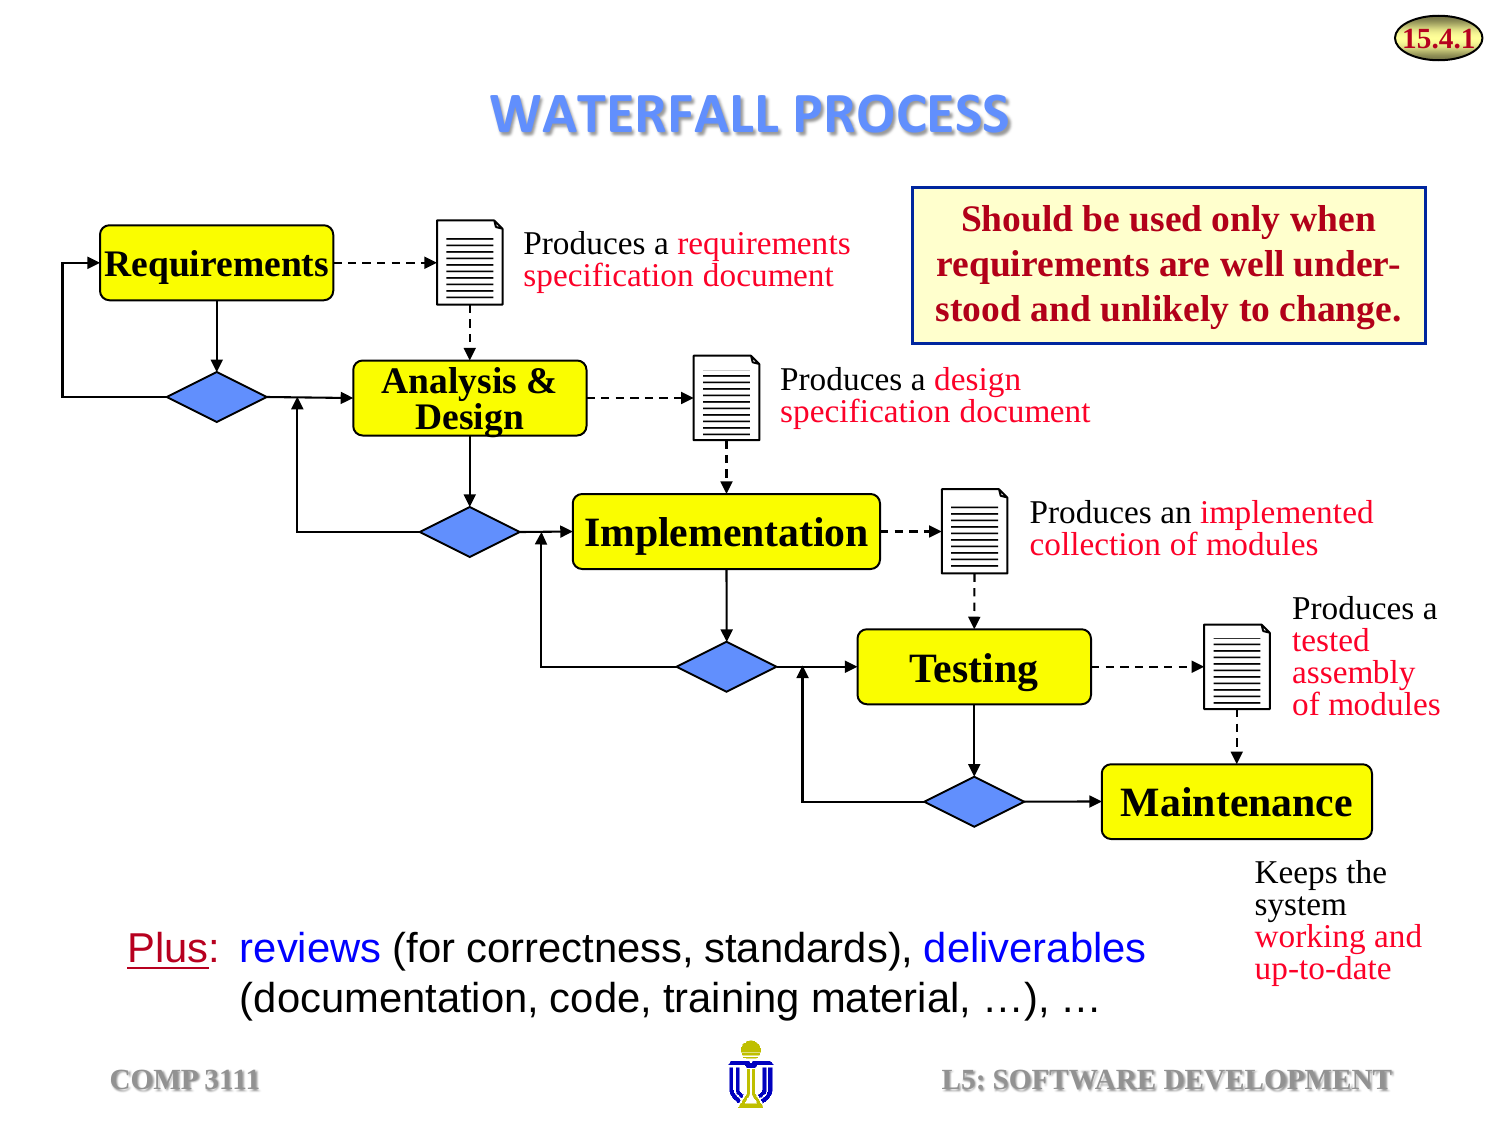 15.4.1
WATERFALL PROCESS
Should be used only when
requirements are well under-
stood and unlikely to change.
Requirements
Produces a requirements
specification document
Analysis &
Design
Produces a design
specification document
Implementation
Produces an implemented
collection of modules
Testing
Produces a
tested
assembly
of modules
Maintenance
Keeps the
system
working and
up-to-date
Plus: reviews (for correctness, standards), deliverables
(documentation, code, training material, …), …
COMP 3111
L5: SOFTWARE DEVELOPMENT